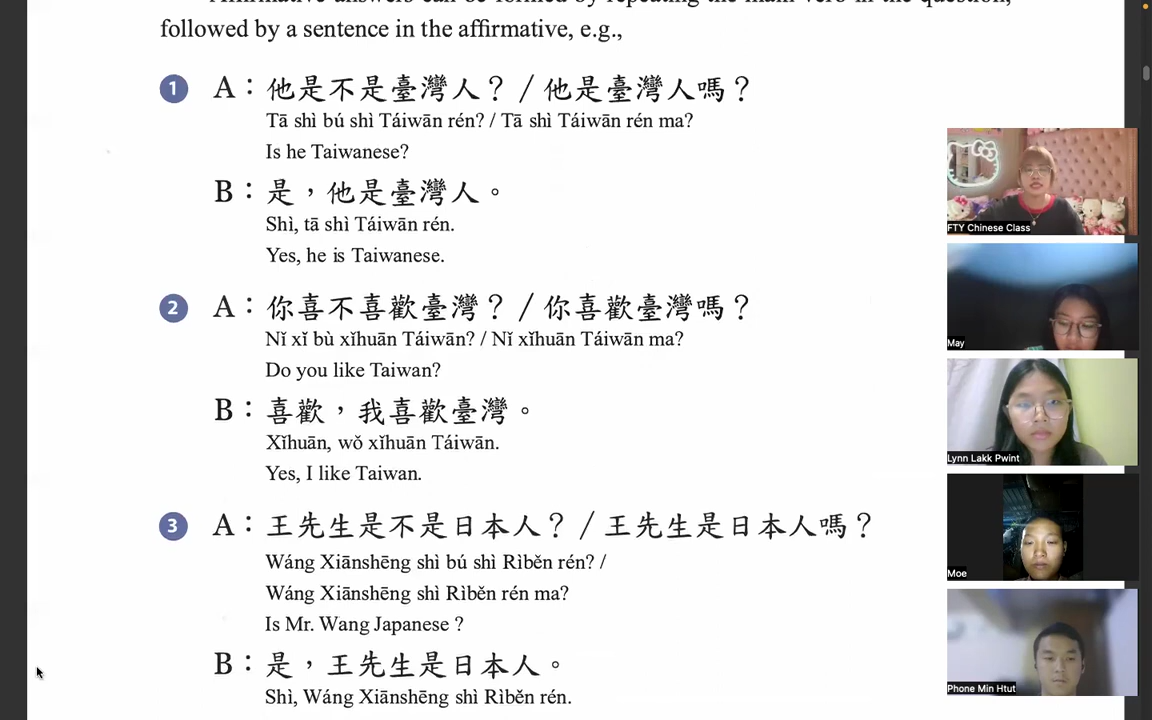 followed by a sentence in the affirmative, e.g.,
1 A：他是不是臺灣人？ / 他是臺灣人嗎？
Tā shì bú shì Táiwān rén? / Tā shì Táiwān rén ma?
Is he Taiwanese?
B：是，他是臺灣人。
Shì, tā shì Táiwān rén.
Yes, he is Taiwanese.
2 A：你喜不喜歡臺灣？ / 你喜歡臺灣嗎？
Nǐ xǐ bù xǐhuān Táiwān? / Nǐ xǐhuān Táiwān ma?
Do you like Taiwan?
B：喜歡，我喜歡臺灣。
Xǐhuān, wǒ xǐhuān Táiwān.
Yes, I like Taiwan.
3 A：王先生是不是日本人？ / 王先生是日本人嗎？
Wáng Xiānshēng shì bú shì Rìběn rén? /
Wáng Xiānshēng shì Rìběn rén ma?
Is Mr. Wang Japanese ?
B：是，王先生是日本人。
Shì, Wáng Xiānshēng shì Rìběn rén.
FTY Chinese Class
May
Lynn Lakk Pwint
Moe
Phone Min Htut